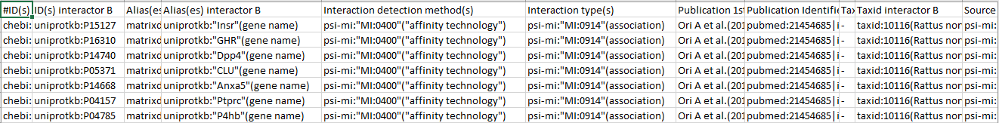 #ID(s) ID(s) interactor B Alias(es Alias(es) interactor B Interaction detection method(s) Interaction type(s) Publication 1st Publication Identifie Tax Taxid interactor B Source
chebi: uniprotkb:P15127 matrixd uniprotkb:"Insr"(gene name) psi-mi:"MI:0400"("affinity technology") psi-mi:"MI:0914"(association) Ori A et al.(201 pubmed:21454685|i - taxid:10116(Rattus nor psi-mi:
chebi: uniprotkb:P16310 matrixd uniprotkb:"GHR"(gene name) psi-mi:"MI:0400"("affinity technology") psi-mi:"MI:0914"(association) Ori A et al.(201 pubmed:21454685|i - taxid:10116(Rattus nor psi-mi:
chebi: uniprotkb:P14740 matrixd uniprotkb:"Dpp4"(gene name) psi-mi:"MI:0400"("affinity technology") psi-mi:"MI:0914"(association) Ori A et al.(201 pubmed:21454685|i - taxid:10116(Rattus nor psi-mi:
chebi: uniprotkb:P05371 matrixd uniprotkb:"CLU"(gene name) psi-mi:"MI:0400"("affinity technology") psi-mi:"MI:0914"(association) Ori A et al.(201 pubmed:21454685|i - taxid:10116(Rattus nor psi-mi:
chebi: uniprotkb:P14668 matrixd uniprotkb:"Anxa5"(gene name) psi-mi:"MI:0400"("affinity technology") psi-mi:"MI:0914"(association) Ori A et al.(201 pubmed:21454685|i - taxid:10116(Rattus nor psi-mi:
chebi: uniprotkb:P04157 matrixd uniprotkb:"Ptprc"(gene name) psi-mi:"MI:0400"("affinity technology") psi-mi:"MI:0914"(association) Ori A et al.(201 pubmed:21454685|i - taxid:10116(Rattus nor psi-mi:
chebi: uniprotkb:P04785 matrixd uniprotkb:"P4hb"(gene name) psi-mi:"MI:0400"("affinity technology") psi-mi:"MI:0914"(association) Ori A et al.(201 pubmed:21454685|i - taxid:10116(Rattus nor psi-mi: